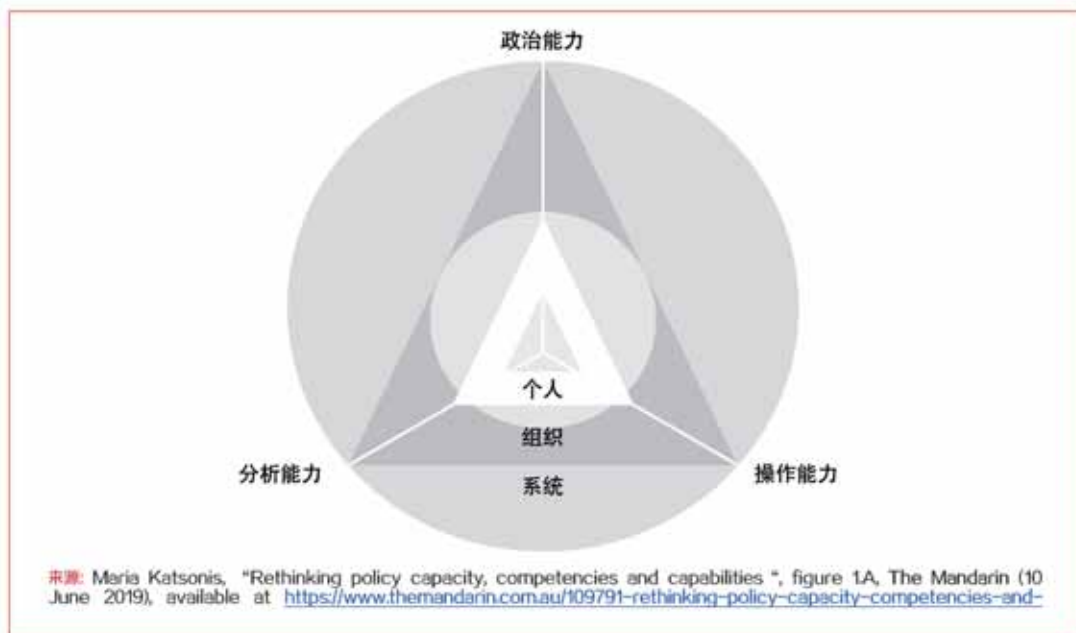 政治能力
个人
组织
分析能力
操作能力
系统
来源: Maria Katsonis, "Rethinking policy capacity, competencies and capabilities ", figure 1.A, The Mandarin (10
June 2019), available at https://www.themandarin.com.au/109791-rethinking-policy-capacity-competencies-and-